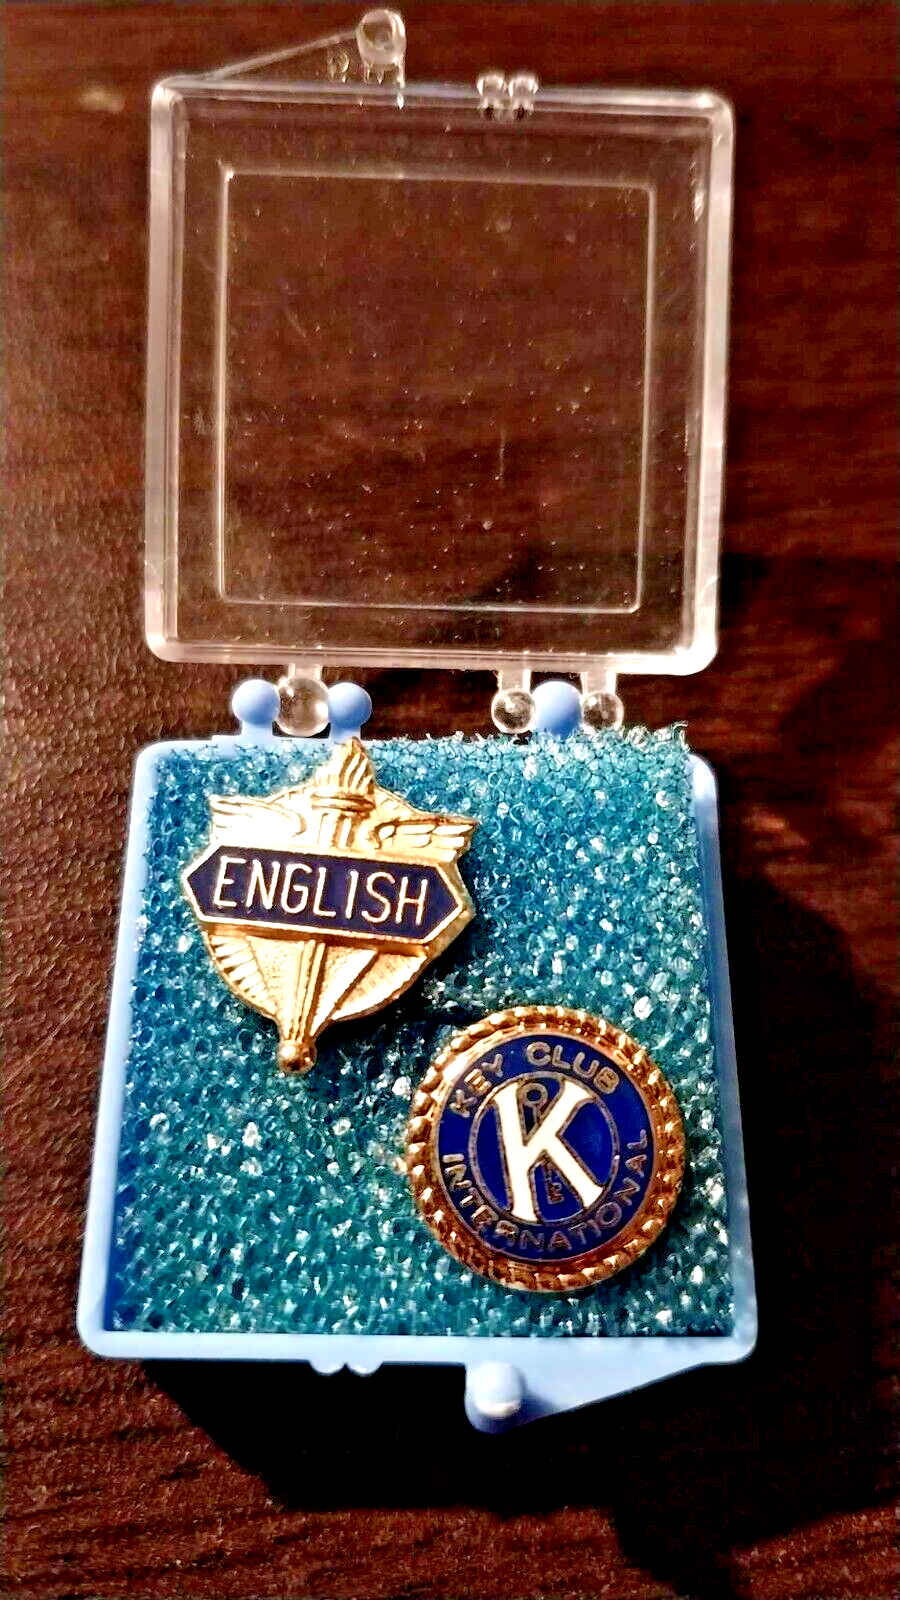 ENGLISH
KEY CLUB
K
INTERNATIONAL